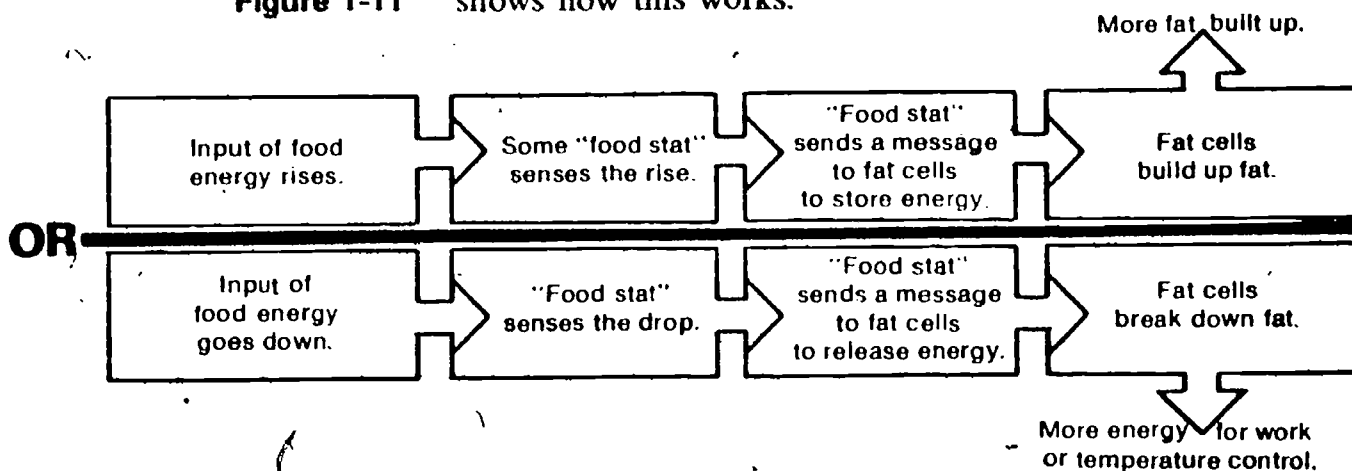 Figure 1-11 shows how this works.
More fat built up.
Input of food
energy rises.
Some "food stat"
senses the rise.
"Food stat"
sends a message
to fat cells
to store energy.
Fat cells
build up fat.
OR
Input of
food energy
goes down.
"Food stat"
senses the drop.
"Food stat"
sends a message
to fat cells
to release energy.
Fat cells
break down fat.
More energy for work
or temperature control.